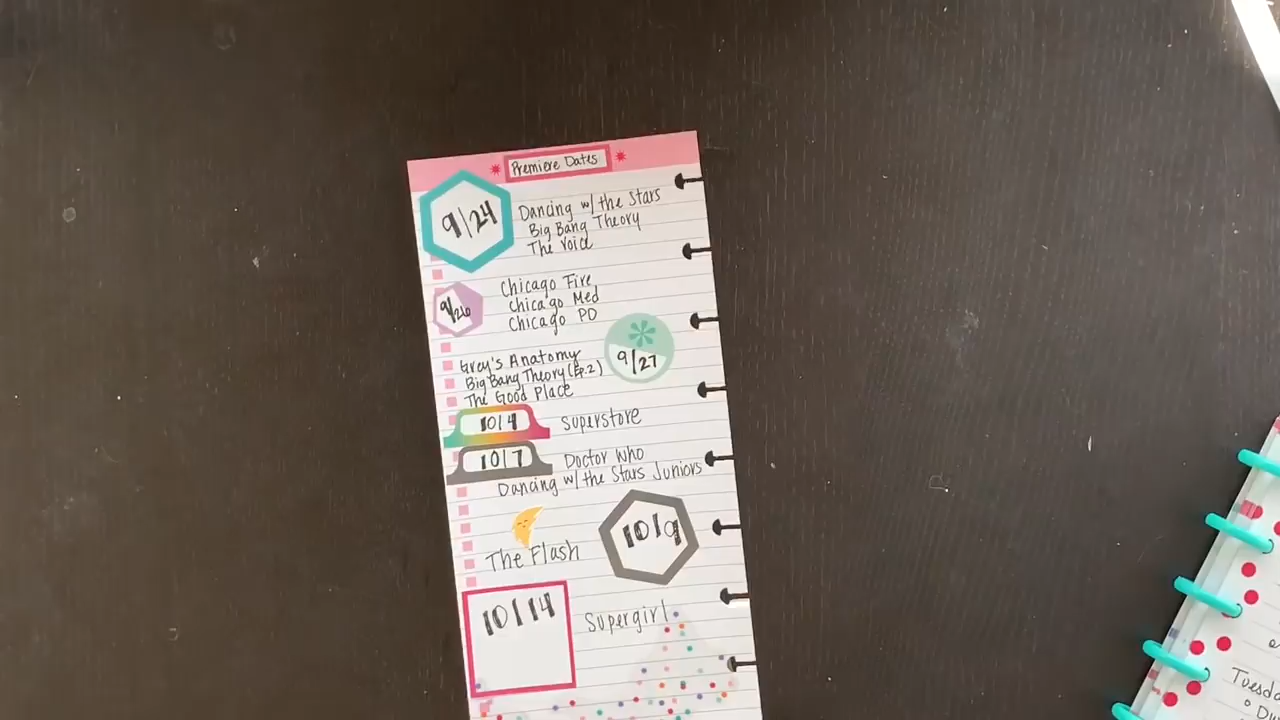 Premiere Dates
9/24
Dancing w/ the Stars
Big Bang Theory
The Voice
9/26
Chicago Fire
Chicago Med
Chicago PD
Grey's Anatomy
Big Bang Theory (Ep. 2)
The Good Place
9/27
10/4 Superstore
10/7 Doctor Who
Dancing w/ the Stars Juniors
The Flash
10/9
10/14
Supergirl
Tuesda